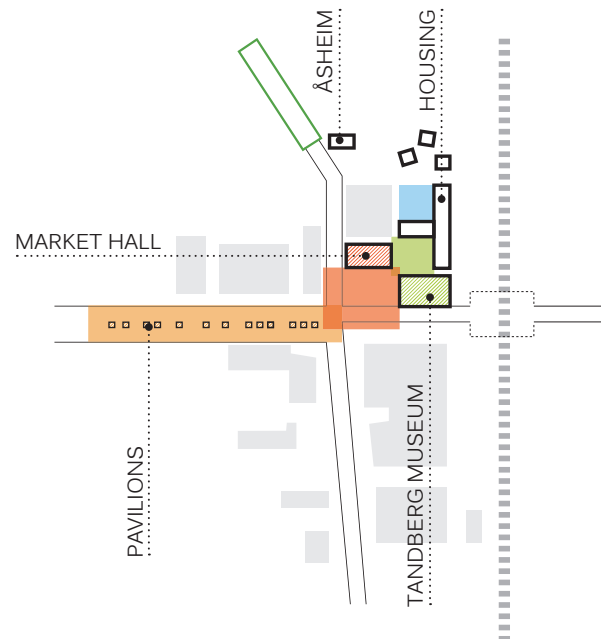 ÅSHEIM
HOUSING
MARKET HALL
PAVILIONS
TANDBERG MUSEUM